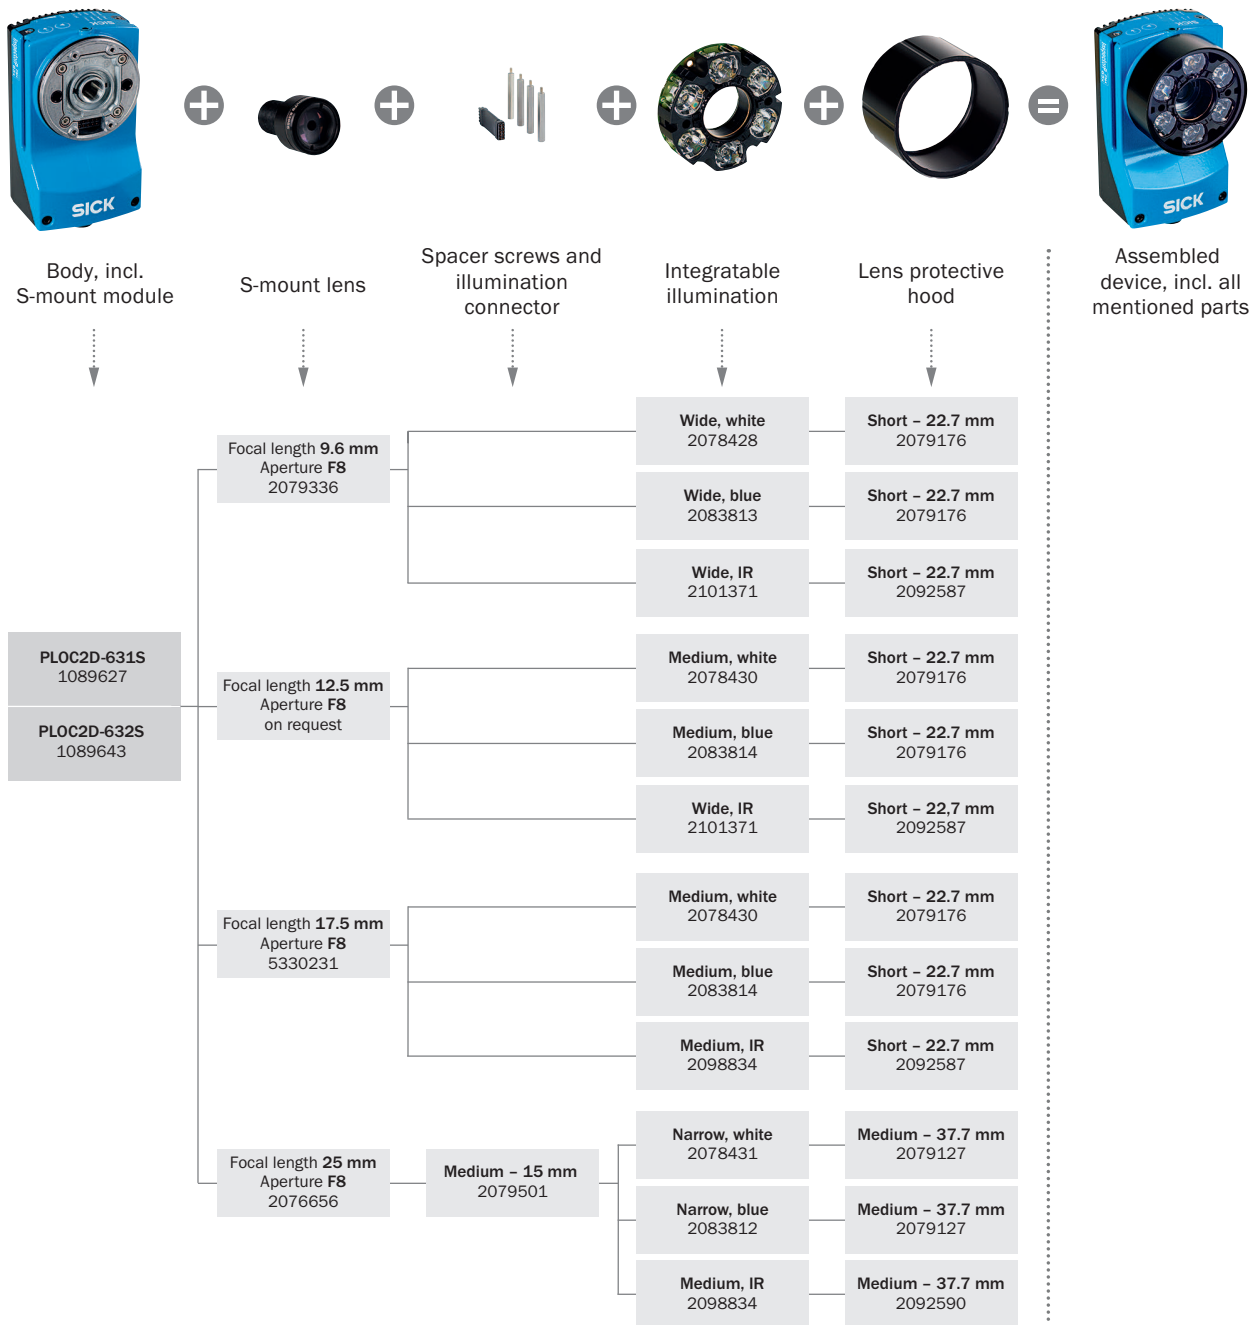 SICK
SICK
SICK
SICK
Body, incl.
S-mount module
S-mount lens
Spacer screws and
illumination
connector
Integratable
illumination
Lens protective
hood
Assembled
device, incl. all
mentioned parts
PLOC2D-631S
1089627
PLOC2D-632S
1089643
Focal length 9.6 mm
Aperture F8
2079336
Wide, white
2078428
Short – 22.7 mm
2079176
Wide, blue
2083813
Short – 22.7 mm
2079176
Wide, IR
2101371
Short – 22.7 mm
2092587
Focal length 12.5 mm
Aperture F8
on request
Medium, white
2078430
Short – 22.7 mm
2079176
Medium, blue
2083814
Short – 22.7 mm
2079176
Wide, IR
2101371
Short – 22,7 mm
2092587
Focal length 17.5 mm
Aperture F8
5330231
Medium, white
2078430
Short – 22.7 mm
2079176
Medium, blue
2083814
Short – 22.7 mm
2079176
Medium, IR
2098834
Short – 22.7 mm
2092587
Focal length 25 mm
Aperture F8
2076656
Medium – 15 mm
2079501
Narrow, white
2078431
Medium – 37.7 mm
2079127
Narrow, blue
2083812
Medium – 37.7 mm
2079127
Medium, IR
2098834
Medium – 37.7 mm
2092590